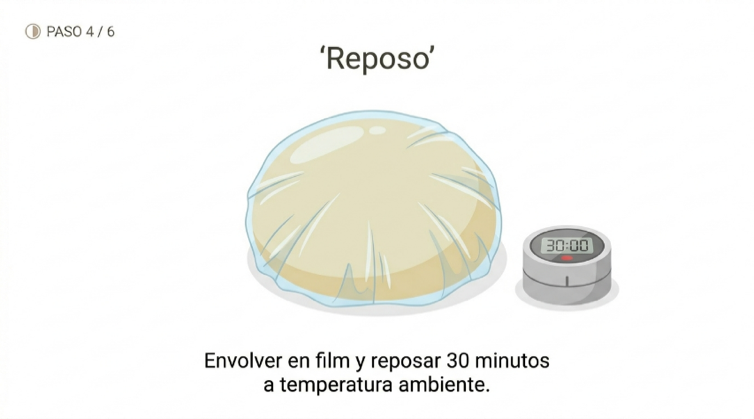 PASO 4 / 6
‘Reposo’
30:00
Envolver en film y reposar 30 minutos
a temperatura ambiente.